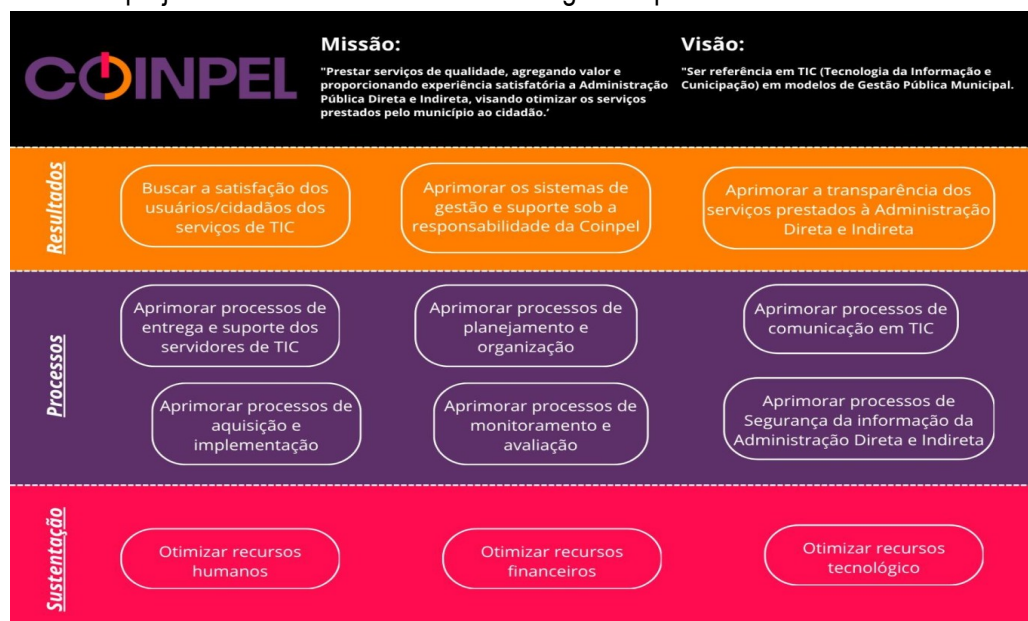 COINPEL
Missão:
"Prestar serviços de qualidade, agregando valor e
proporcionando experiência satisfatória a Administração
Pública Direta e Indireta, visando otimizar os serviços
prestados pelo município ao cidadão.'
Visão:
"Ser referência em TIC (Tecnologia da Informação e
Cunicipação) em modelos de Gestão Pública Municipal.
Resultados
Buscar a satisfação dos
usuários/cidadãos dos
serviços de TIC
Aprimorar os sistemas de
gestão e suporte sob a
responsabilidade da Coinpel
Aprimorar a transparência dos
serviços prestados à Administração
Direta e Indireta
Processos
Aprimorar processos de
entrega e suporte dos
servidores de TIC
Aprimorar processos de
planejamento e
organização
Aprimorar processos de
comunicação em TIC
Aprimorar processos de
aquisição e
implementação
Aprimorar processos de
monitoramento e
avaliação
Aprimorar processos de
Segurança da informação da
Administração Direta e Indireta
Sustentação
Otimizar recursos
humanos
Otimizar recursos
financeiros
Otimizar recursos
tecnológico